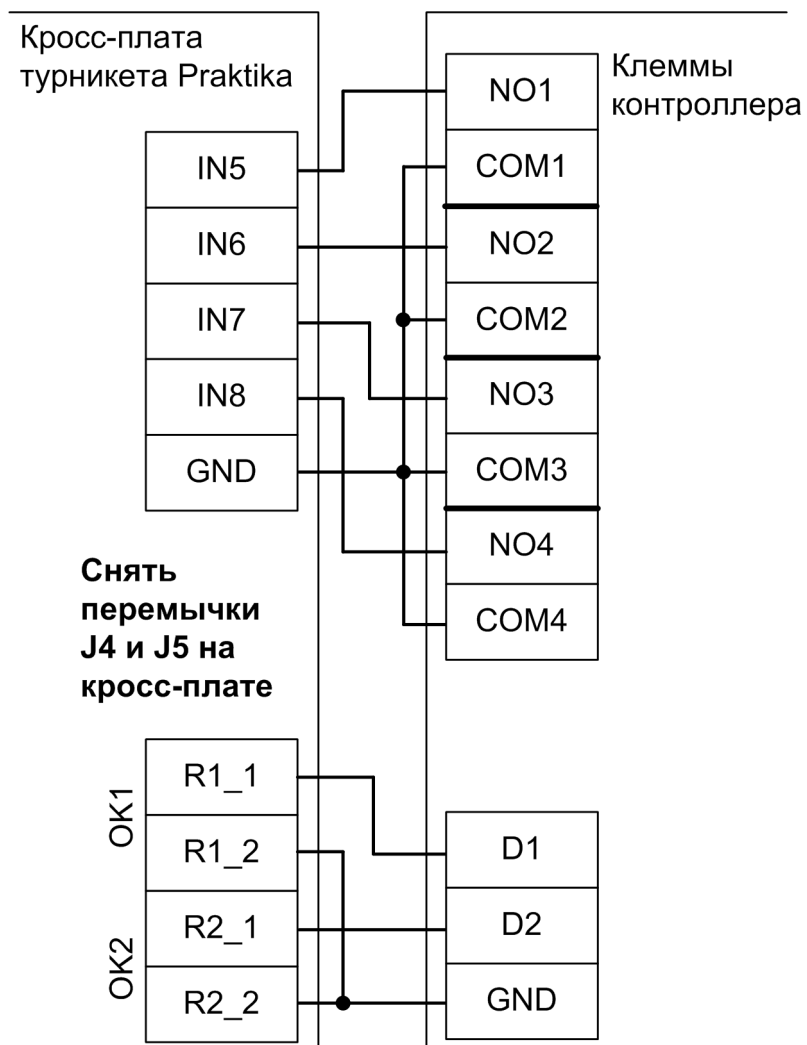 Кросс-плата
турникета Praktika
Клеммы
контроллера
IN5
IN6
IN7
IN8
GND
NO1
COM1
NO2
COM2
NO3
COM3
NO4
COM4
Снять
перемычки
J4 и J5 на
кросс-плате
OK1
R1_1
R1_2
OK2
R2_1
R2_2
D1
D2
GND